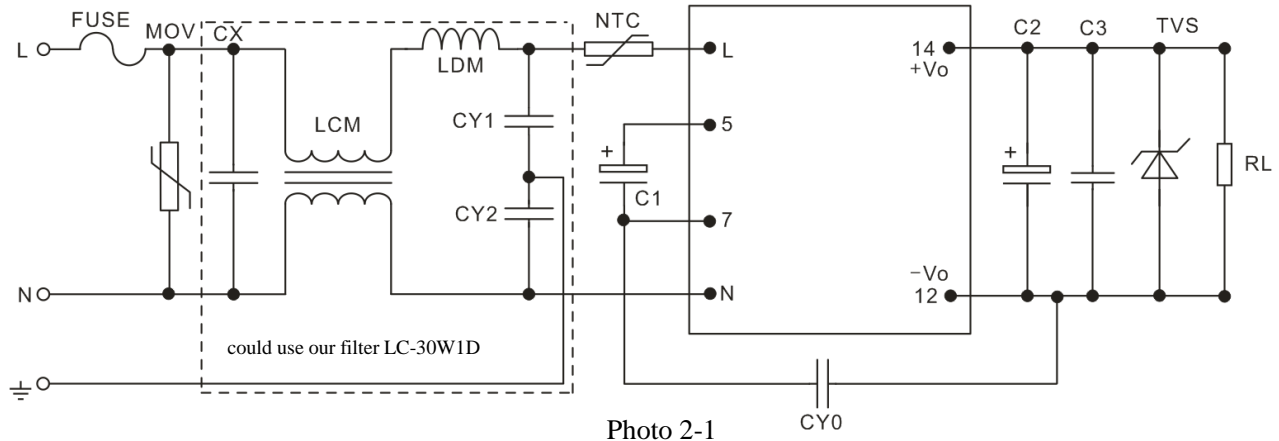 FUSE
MOV
CX
L
LCM
LDM
CY1
CY2
NTC
L
5
+
C1
7
N
14
+Vo
−Vo
12
C2
C3
TVS
+
RL
N
could use our filter LC-30W1D
CY0
Photo 2-1